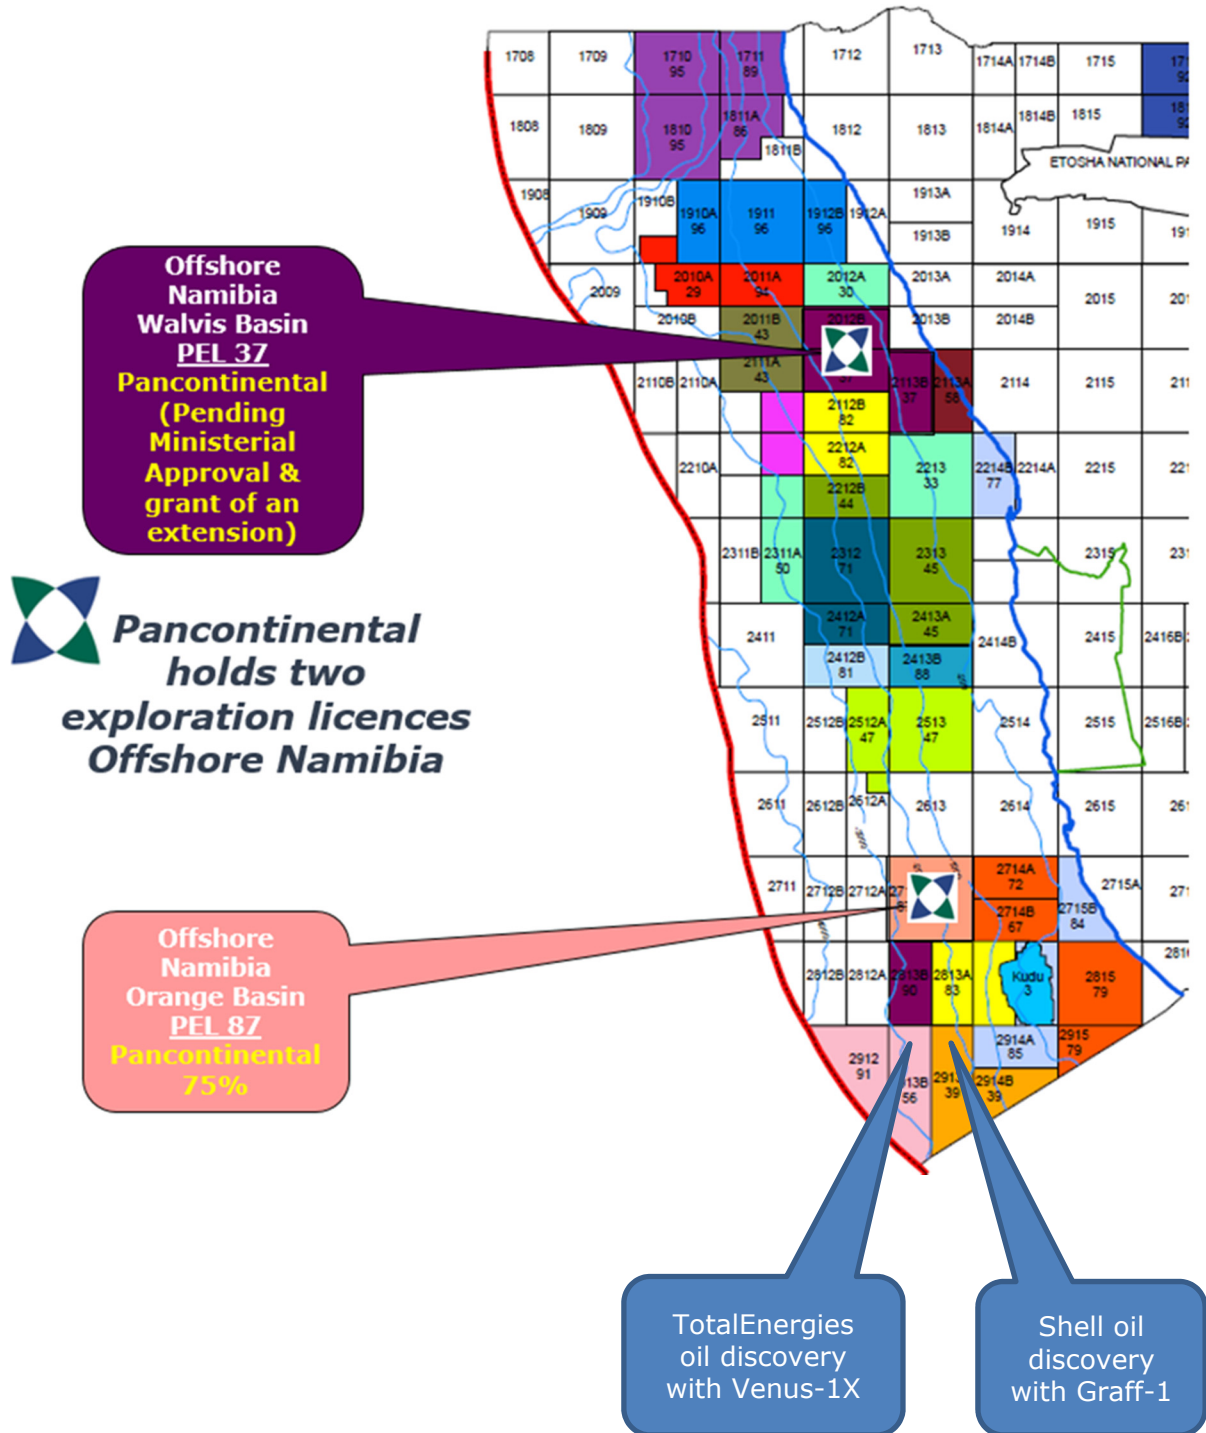 1708
1709
1710
95
1711
89
1712
1713
1714A
1714B
1715
1808
1809
1810
95
1811A
86
1811B
1812
1813
1814A
1814B
1815
ETOSHA NATIONAL
1908
1909
1910B
1910A
96
1911
96
1912B
96
1912A
1913A
1913B
1914
1915
2009
2010A
29
2010B
2011A
94
2011B
43
2012A
30
2012B
2013A
2013B
2014A
2014B
2015
Offshore
Namibia
Walvis Basin
PEL 37
Pancontinental
(Pending
Ministerial
Approval &
grant of an
extension)
2110B
2110A
2111A
43
37
2112B
82
2113B
37
2113A
58
2114
2115
2210A
2212A
82
2212B
44
2213
33
2214B
77
2214A
2215
2311B
2311A
50
2312
71
2313
45
2315
Pancontinental
holds two
exploration licences
Offshore Namibia
2411
2412A
71
2412B
81
2413A
45
2413B
88
2414B
2415
2416B
2511
2512B
2512A
47
2513
47
2514
2515
2516B
2611
2612B
2612A
2613
2614
2615
2711
2712B
2712A
2714A
72
2714B
67
2715B
84
2715A
Offshore
Namibia
Orange Basin
PEL 87
Pancontinental
75%
2812B
2812A
2813B
90
2813A
83
Kudu
3
2815
79
2912
91
2914A
85
2915
79
56
39
2914B
39
TotalEnergies
oil discovery
with Venus-1X
Shell oil
discovery
with Graff-1